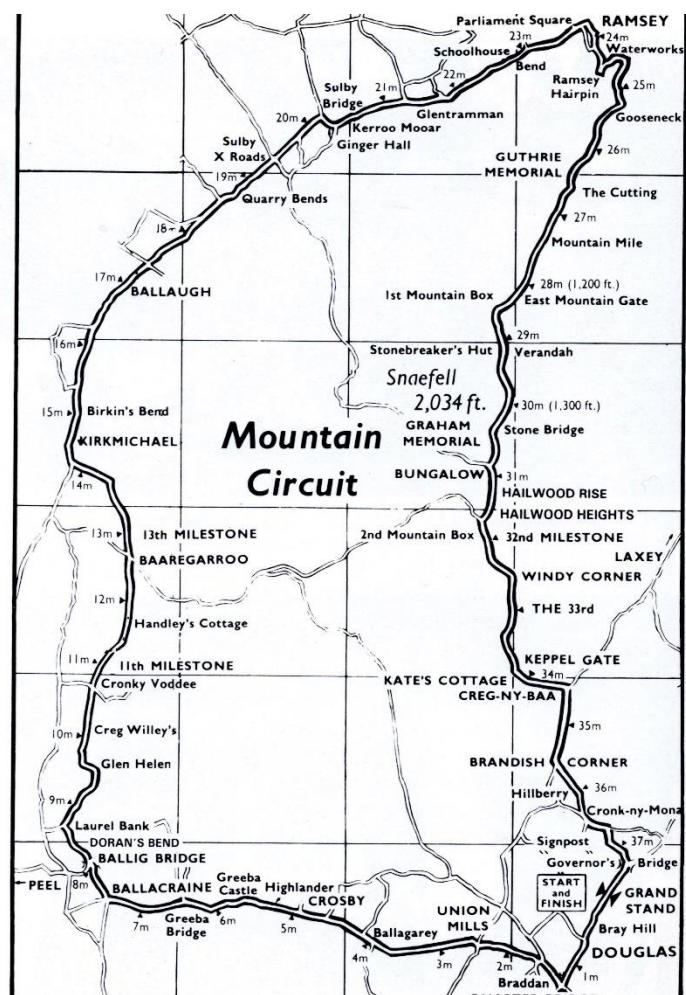 Parliament Square
RAMSEY
23m
24m
Waterworks
Schoolhouse
Bend
Ramsey
Hairpin
22m
25m
Sulby
Bridge
21m
Glentramman
Gooseneck
20m
Kerroo Mooar
Ginger Hall
26m
Sulby
X Roads
GUTHRIE
MEMORIAL
19m
The Cutting
Quarry Bends
27m
18m
Mountain Mile
17m
28m (1,200 ft.)
BALLAUGH
1st Mountain Box
East Mountain Gate
29m
16m
Stonebreaker's Hut
Verandah
Snaefell
2,034 ft.
30m (1,300 ft.)
15m
Birkin's Bend
GRAHAM
MEMORIAL
Stone Bridge
KIRKMICHAEL
Mountain
Circuit
BUNGALOW
31m
14m
HAILWOOD RISE
HAILWOOD HEIGHTS
13m
13th MILESTONE
2nd Mountain Box
32nd MILESTONE
BAAREGARROO
LAXEY
WINDY CORNER
12m
THE 33rd
Handley's Cottage
11m
11th MILESTONE
KEPPEL GATE
34m
Cronky Voddee
KATE'S COTTAGE
CREG-NY-BAA
10m
Creg Willey's
35m
Glen Helen
BRANDISH CORNER
9m
36m
Hillberry
Cronk-ny-Mona
Laurel Bank
DORAN'S BEND
Signpost
37m
BALLIG BRIDGE
Governor's Bridge
PEEL
8m
BALLACRAINE
Greeba
Castle
Highlander
CROSBY
START
and
FINISH
GRAND
STAND
7m
Greeba
Bridge
6m
5m
UNION
MILLS
Bray Hill
Ballagarey
DOUGLAS
4m
3m
2m
1m
Braddan